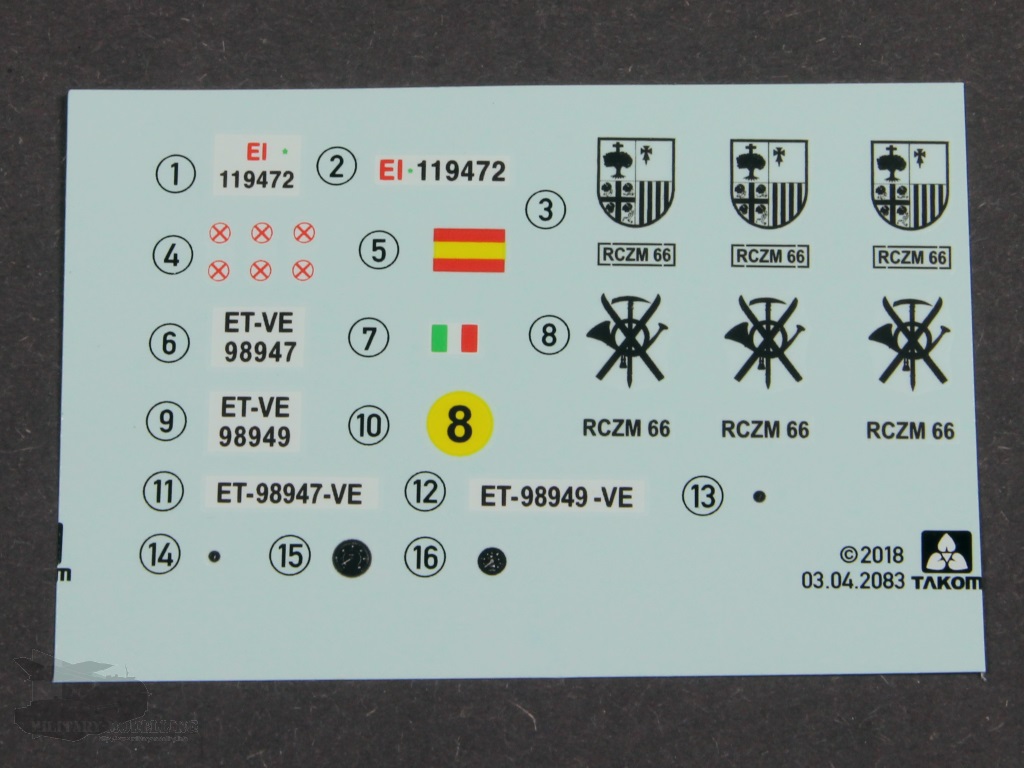 1
EI
119472
2
EI 119472
3
RCZM 66
RCZM 66
RCZM 66
4
5
6
ET-VE
98947
7
8
RCZM 66
RCZM 66
RCZM 66
9
ET-VE
98949
10
8
11
ET-98947-VE
12
ET-98949-VE
13
14
15
16
©2018
03.04.2083 TAKOM
m
MILITARY-MODELLING